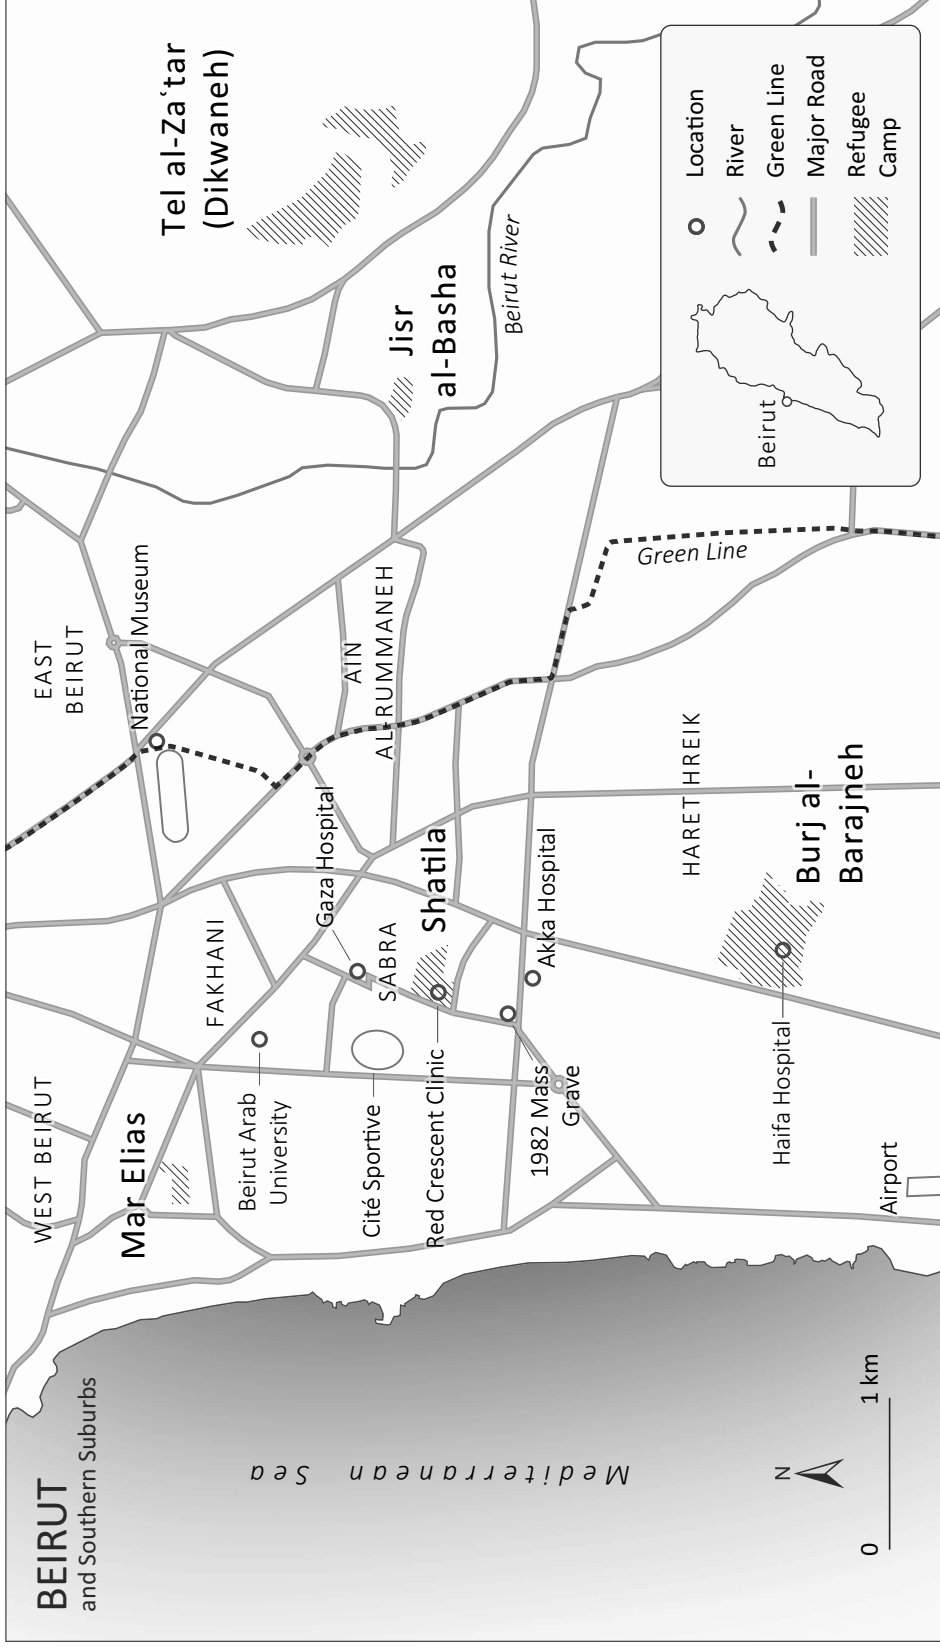 BEIRUT
and Southern Suburbs
WEST BEIRUT
EAST
BEIRUT
Mar Elias
National Museum
Tel al-Zaʿtar
(Dikwaneh)
FAKHANI
Beirut Arab
University
Gaza Hospital
AIN
AL-RUMMANEH
Jisr
al-Basha
Cité Sportive
SABRA
Shatila
Red Crescent Clinic
Beirut River
1982 Mass
Grave
Akka Hospital
Green Line
HARET HREIK
Burj al-
Barajneh
Haifa Hospital
Airport
Mediterranean Sea
N
0
1 km
Beirut
Location
River
Green Line
Major Road
Refugee
Camp